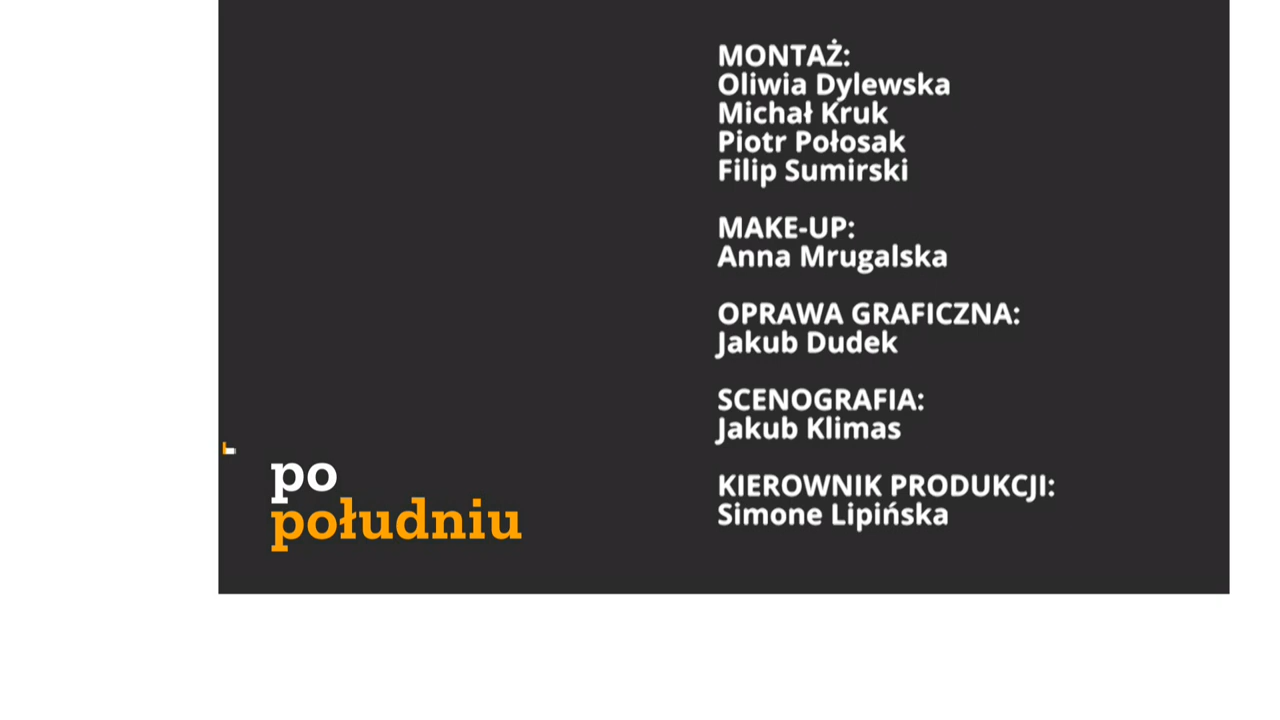 MONTAŻ:
Oliwia Dylewska
Michał Kruk
Piotr Połosak
Filip Sumirski
MAKE-UP:
Anna Mrugalska
OPRAWA GRAFICZNA:
Jakub Dudek
SCENOGRAFIA:
Jakub Klimas
KIEROWNIK PRODUKCJI:
Simone Lipińska
po
południu